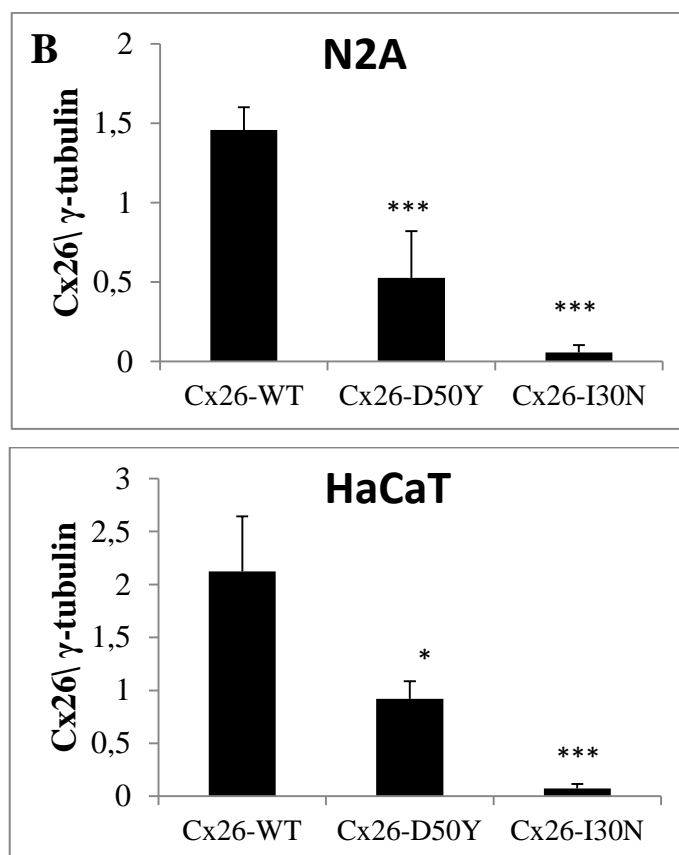 B
N2A
Cx26\ γ-tubulin
2
1,5
1
0,5
0
***
***
Cx26-WT Cx26-D50Y Cx26-I30N
HaCaT
Cx26\ γ-tubulin
3
2,5
2
1,5
1
0,5
0
*
***
Cx26-WT Cx26-D50Y Cx26-I30N